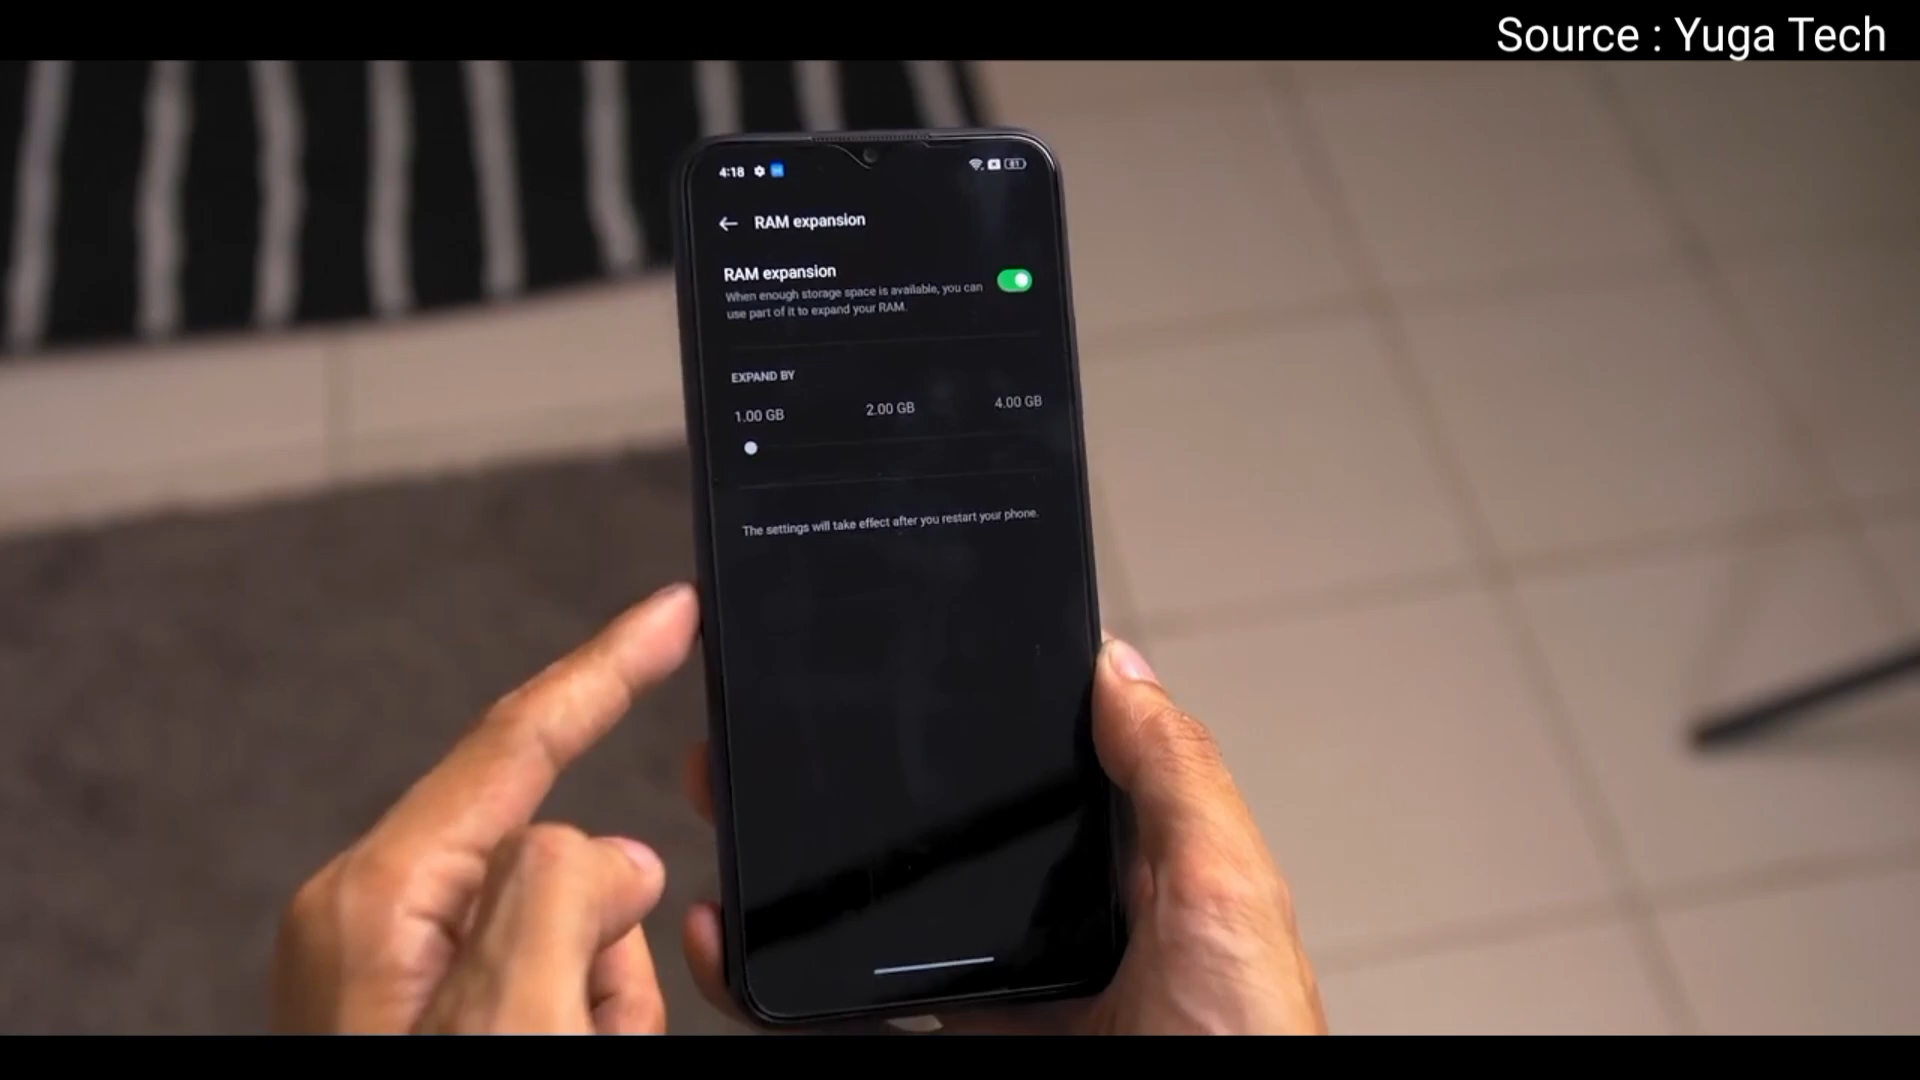 Source : Yuga Tech
4:18
81
RAM expansion
RAM expansion
When enough storage space is available, you can
use part of it to expand your RAM.
EXPAND BY
1.00 GB 2.00 GB 4.00 GB
The settings will take effect after you restart your phone.